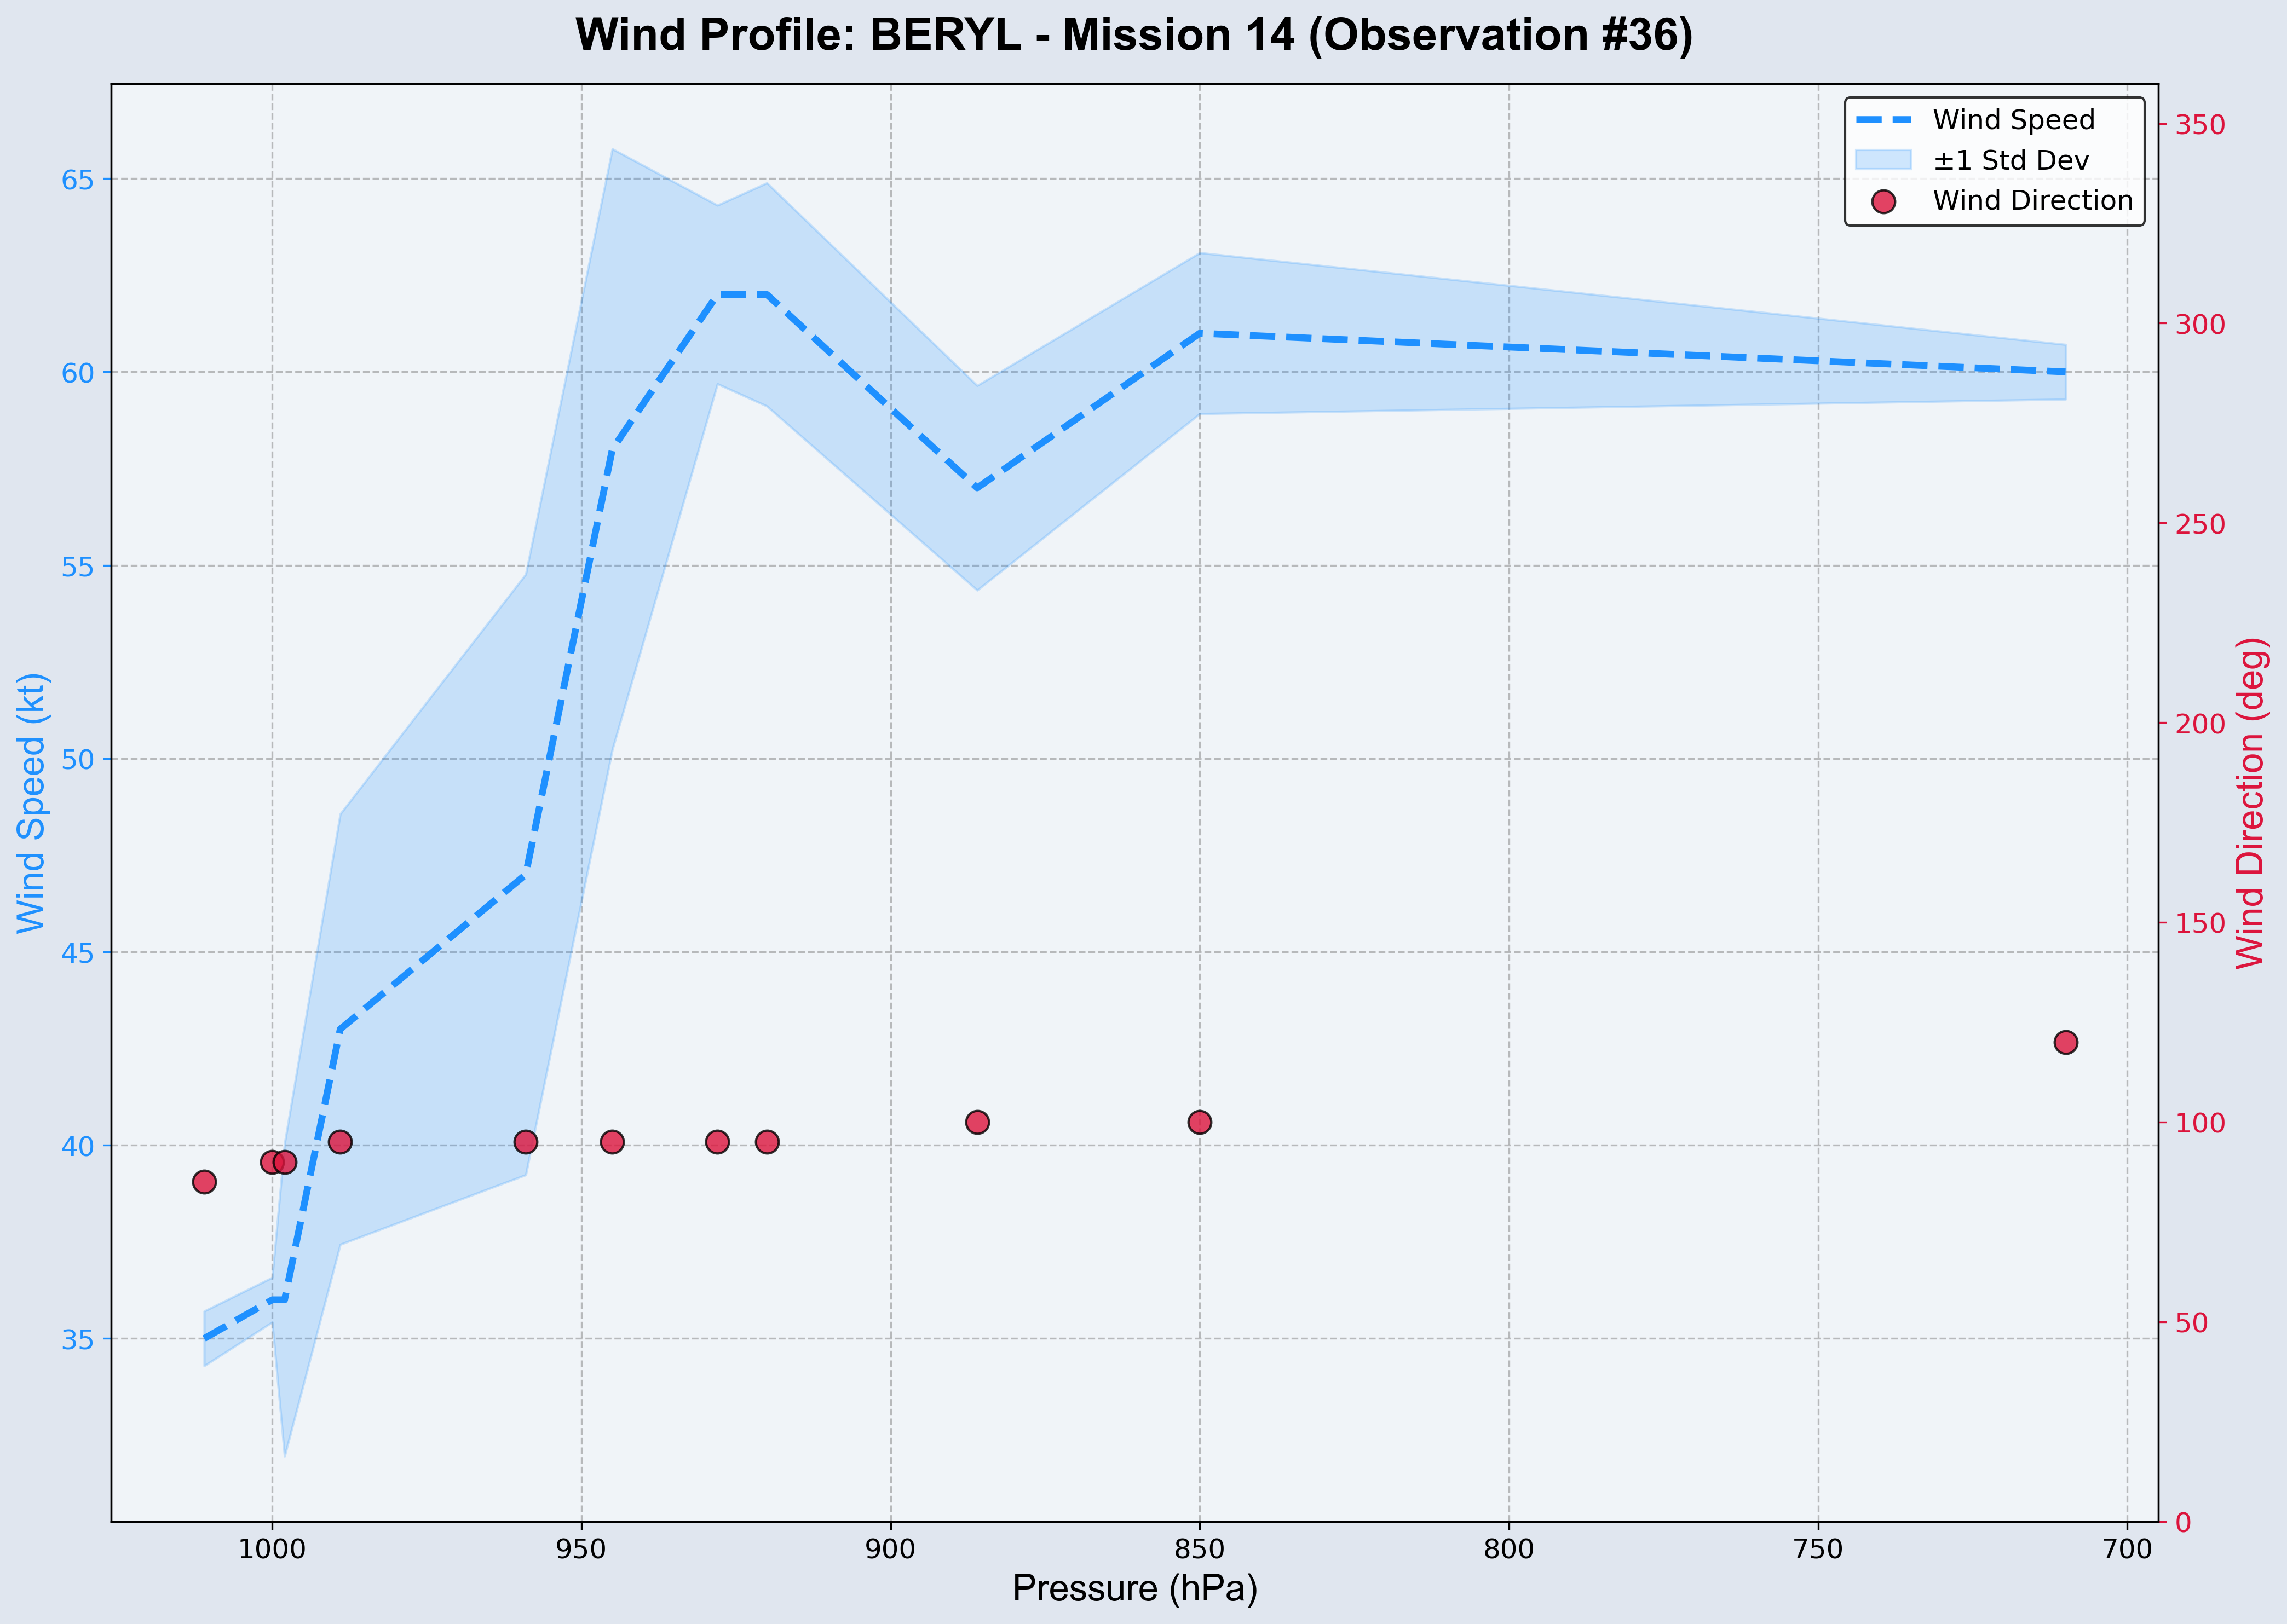 Wind Profile: BERYL - Mission 14 (Observation #36)
Wind Speed
±1 Std Dev
Wind Direction
Wind Speed (kt)
65
60
55
50
45
40
35
350
300
250
200
150
100
50
0
Wind Direction (deg)
1000 950 900 850 800 750 700
Pressure (hPa)